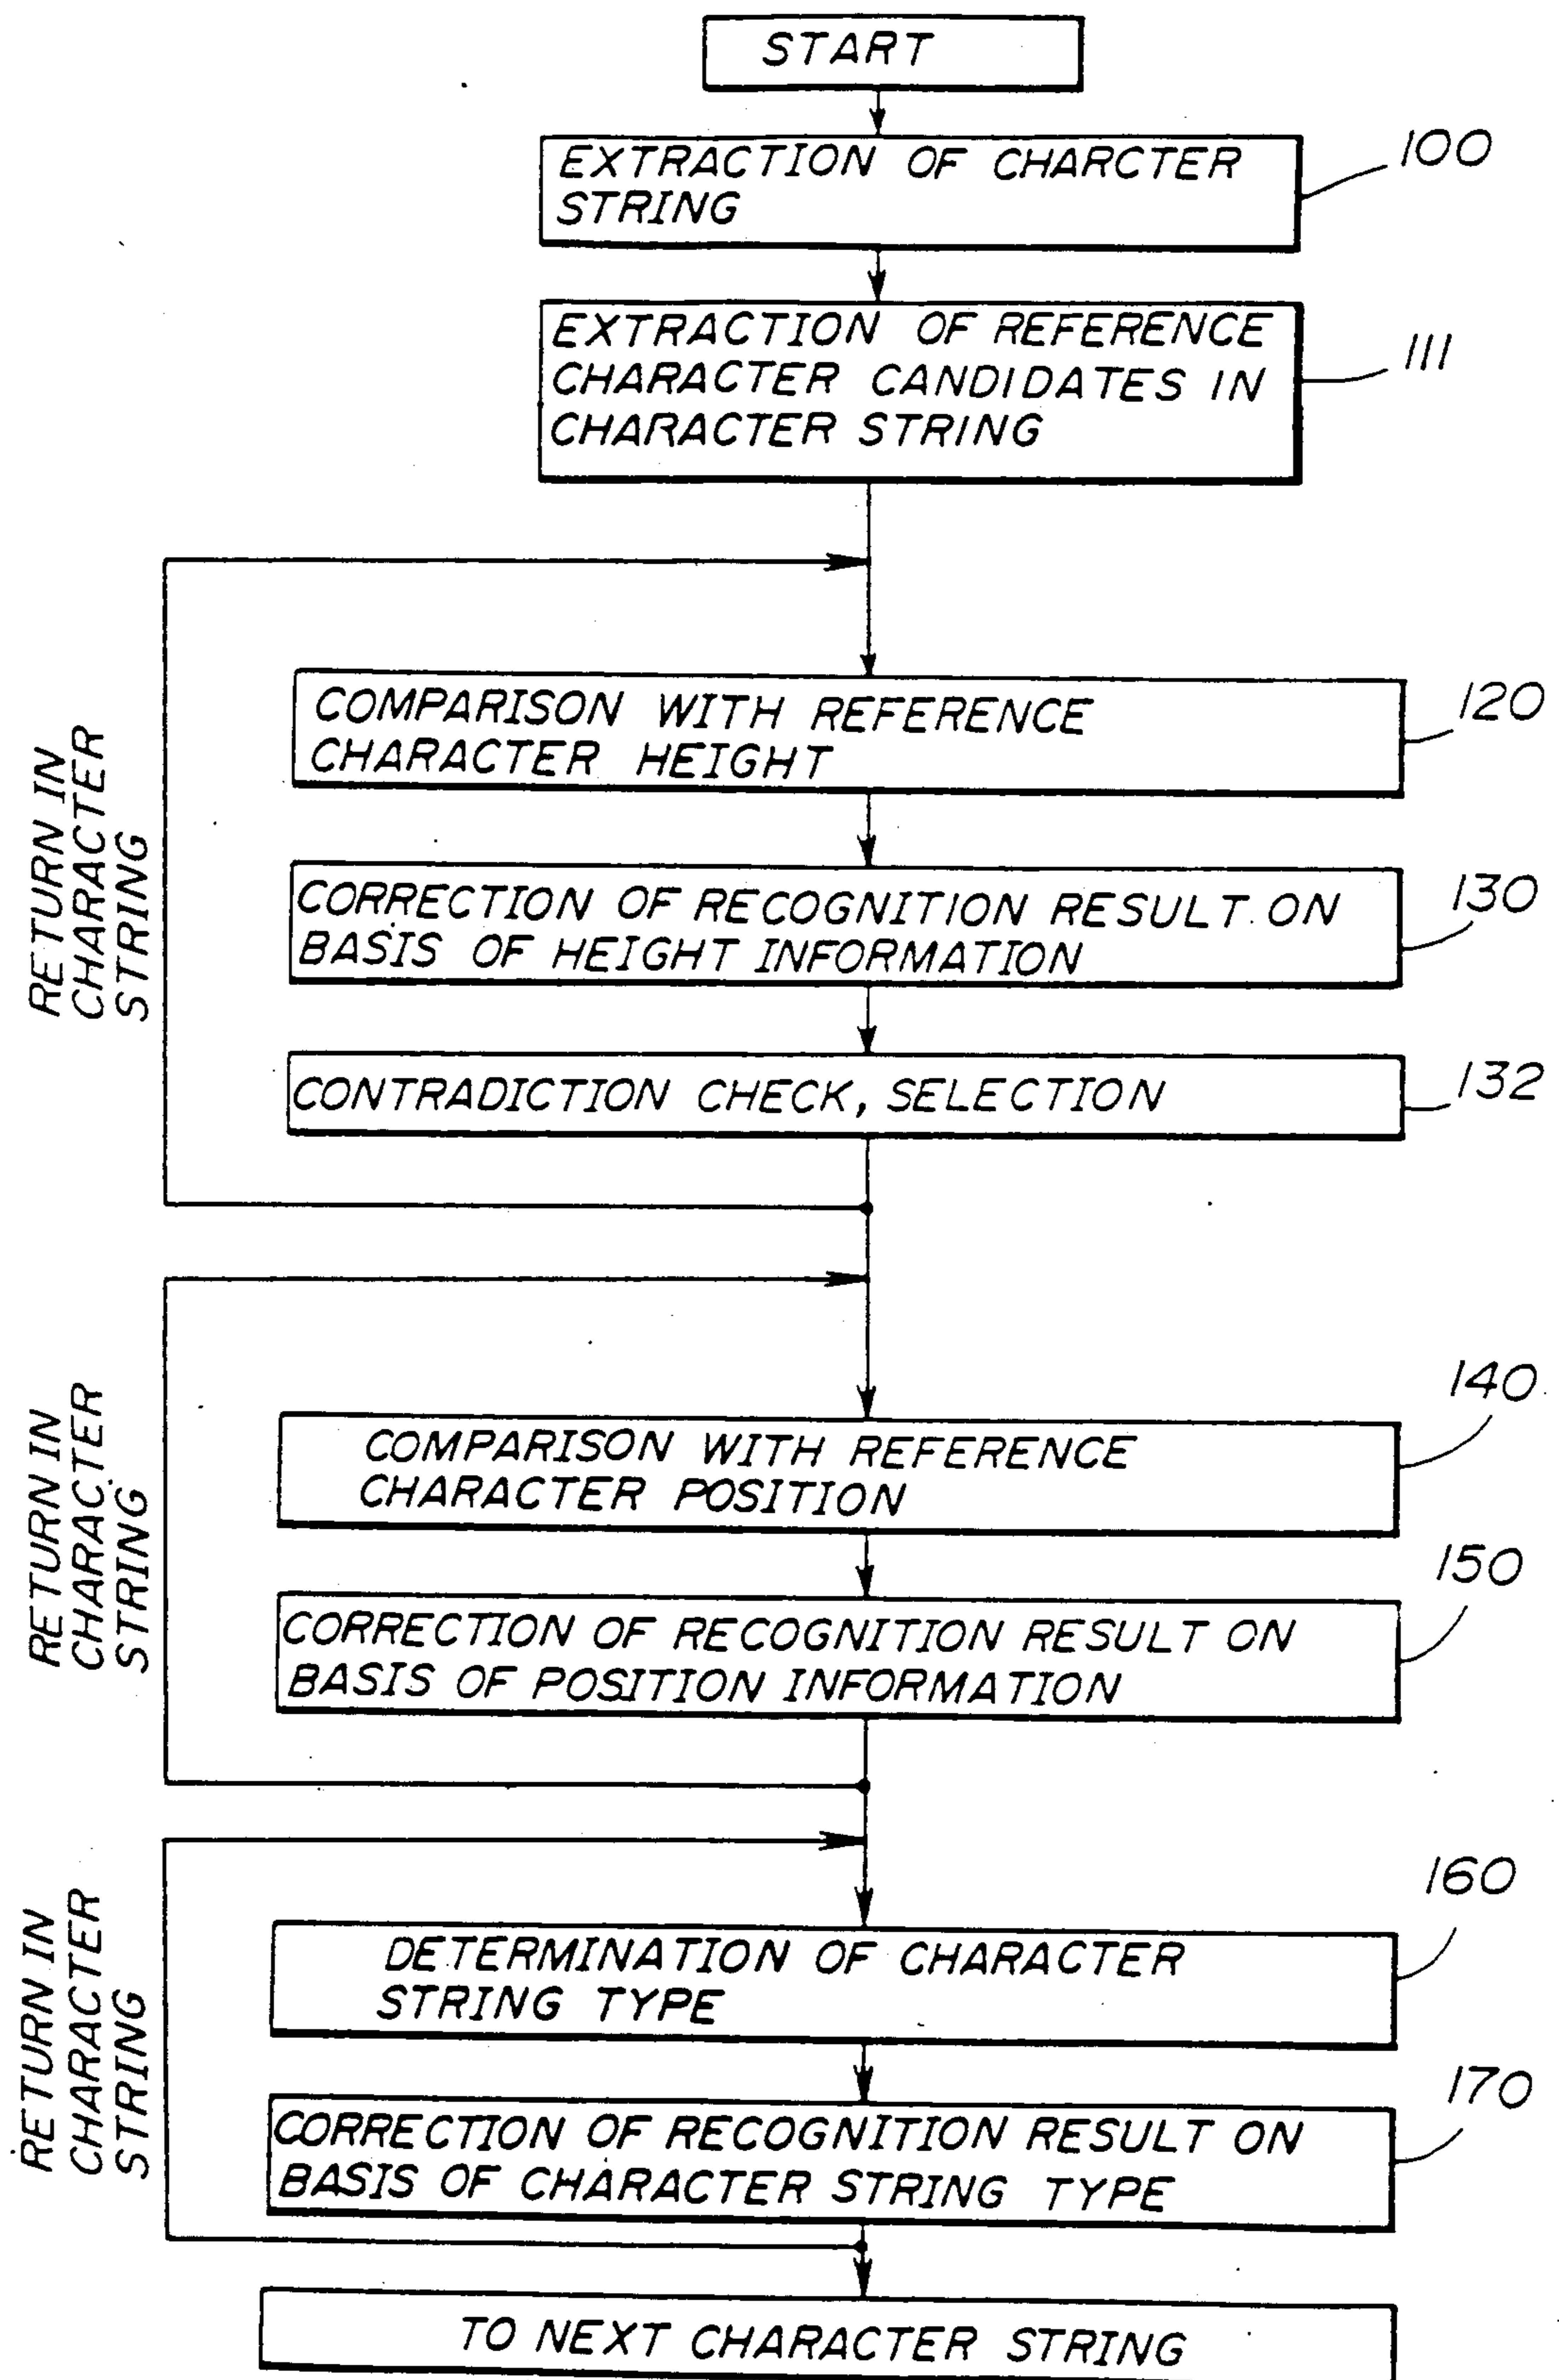 START
EXTRACTION OF CHARCTER
STRING
100
EXTRACTION OF REFERENCE
CHARACTER CANDIDATES IN
CHARACTER STRING
111
RETURN IN
CHARACTER
STRING
COMPARISON WITH REFERENCE
CHARACTER HEIGHT
120
CORRECTION OF RECOGNITION RESULT ON
BASIS OF HEIGHT INFORMATION
130
CONTRADICTION CHECK, SELECTION
132
RETURN IN
CHARACTER
STRING
COMPARISON WITH REFERENCE
CHARACTER POSITION
140
CORRECTION OF RECOGNITION RESULT ON
BASIS OF POSITION INFORMATION
150
RETURN IN
CHARACTER
STRING
DETERMINATION OF CHARACTER
STRING TYPE
160
CORRECTION OF RECOGNITION RESULT ON
BASIS OF CHARACTER STRING TYPE
170
TO NEXT CHARACTER STRING